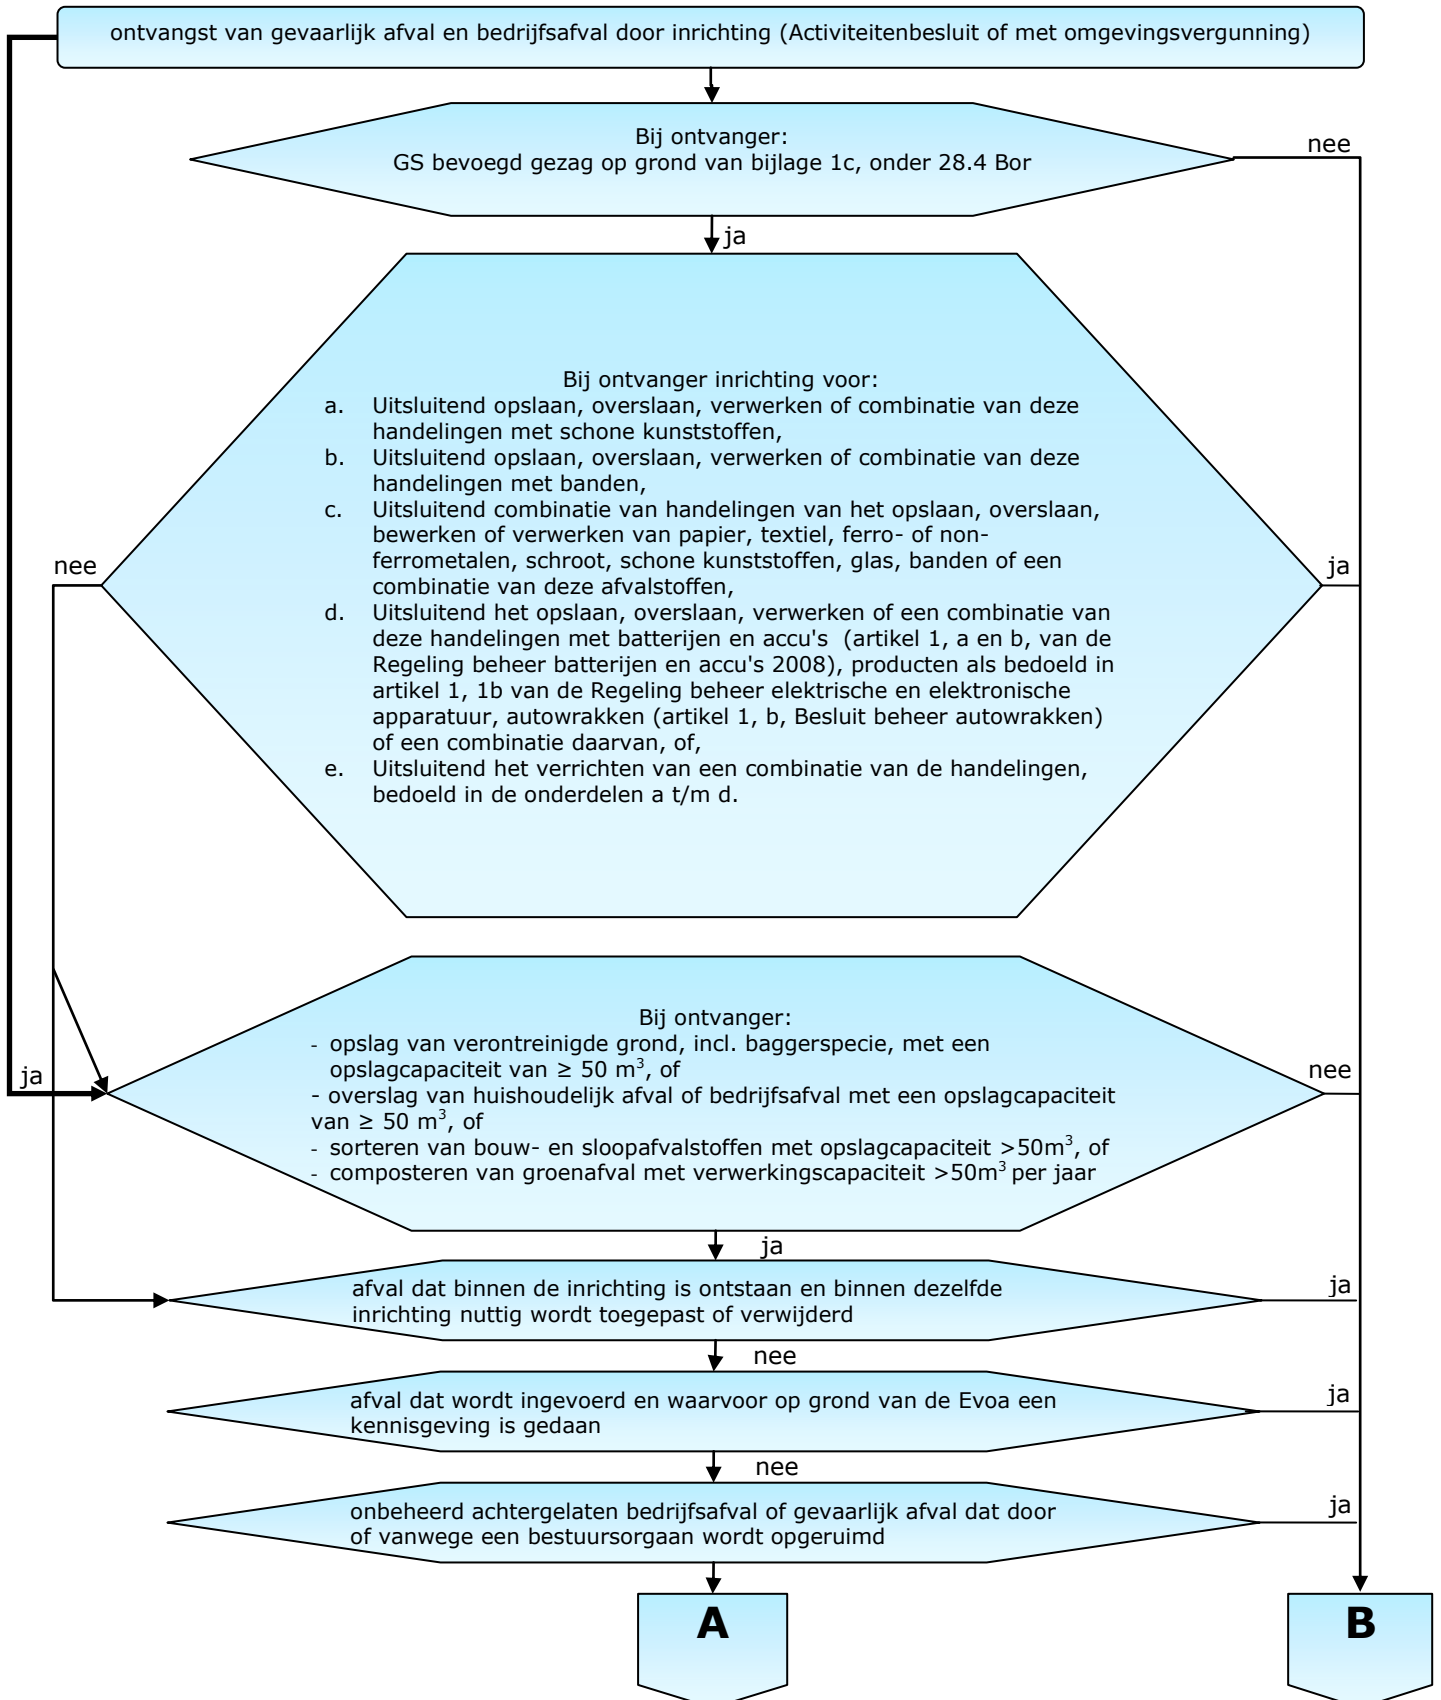 ontvangst van gevaarlijk afval en bedrijfsafval door inrichting (Activiteitenbesluit of met omgevingsvergunning)
Bij ontvanger:
GS bevoegd gezag op grond van bijlage 1c, onder 28.4 Bor
nee
ja
Bij ontvanger inrichting voor:
a. Uitsluitend opslaan, overslaan, verwerken of combinatie van deze
handelingen met schone kunststoffen,
b. Uitsluitend opslaan, overslaan, verwerken of combinatie van deze
handelingen met banden,
c. Uitsluitend combinatie van handelingen van het opslaan, overslaan,
bewerken of verwerken van papier, textiel, ferro- of non-
ferrometalen, schroot, schone kunststoffen, glas, banden of een
combinatie van deze afvalstoffen,
d. Uitsluitend het opslaan, overslaan, verwerken of een combinatie van
deze handelingen met batterijen en accu's (artikel 1, a en b, van de
Regeling beheer batterijen en accu's 2008), producten als bedoeld in
artikel 1, 1b van de Regeling beheer elektrische en elektronische
apparatuur, autowrakken (artikel 1, b, Besluit beheer autowrakken)
of een combinatie daarvan, of,
e. Uitsluitend het verrichten van een combinatie van de handelingen,
bedoeld in de onderdelen a t/m d.
nee
ja
Bij ontvanger:
- opslag van verontreinigde grond, incl. baggerspecie, met een
opslagcapaciteit van ≥ 50 m³, of
- overslag van huishoudelijk afval of bedrijfsafval met een opslagcapaciteit
van ≥ 50 m³, of
- sorteren van bouw- en sloopafvalstoffen met opslagcapaciteit >50m³, of
- composteren van groenafval met verwerkingscapaciteit >50m³ per jaar
ja
nee
ja
afval dat binnen de inrichting is ontstaan en binnen dezelfde
inrichting nuttig wordt toegepast of verwijderd
ja
nee
afval dat wordt ingevoerd en waarvoor op grond van de Evoa een
kennisgeving is gedaan
ja
nee
onbeheerd achtergelaten bedrijfsafval of gevaarlijk afval dat door
of vanwege een bestuursorgaan wordt opgeruimd
ja
A
B